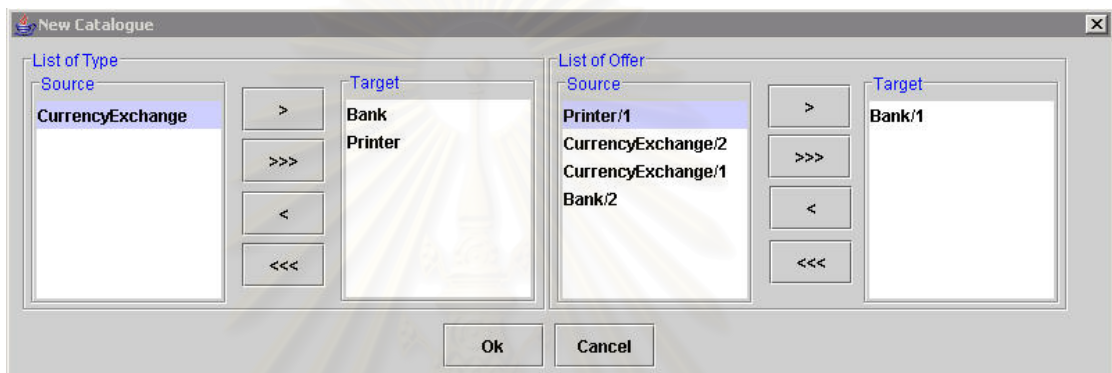 New Catalogue
List of Type
Source
CurrencyExchange
>
>>>
<
<<<
Target
Bank
Printer
List of Offer
Source
Printer/1
CurrencyExchange/2
CurrencyExchange/1
Bank/2
>
>>>
<
<<<
Target
Bank/1
Ok
Cancel